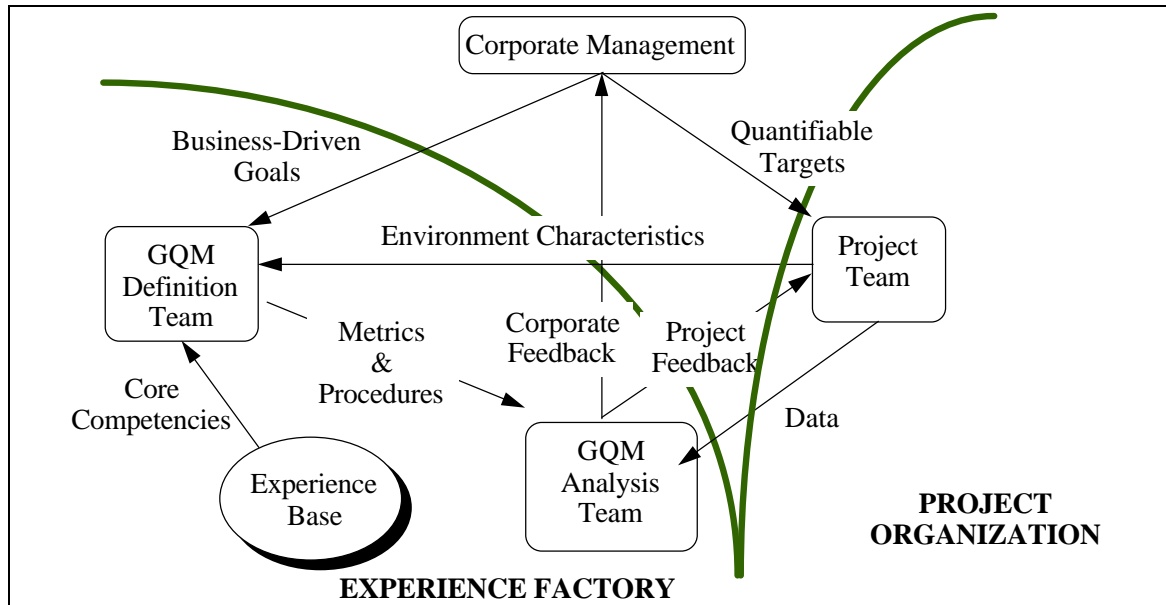 Corporate Management
Business-Driven
Goals
Quantifiable
Targets
Environment Characteristics
GQM
Definition
Team
Project
Team
Metrics
&
Procedures
Corporate
Feedback
Project
Feedback
Core
Competencies
Data
Experience
Base
GQM
Analysis
Team
PROJECT
ORGANIZATION
EXPERIENCE FACTORY